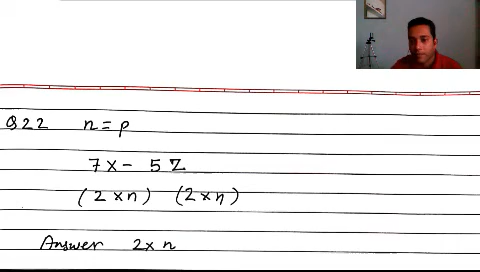 Q22 n = p
7x - 5z
(2 × n) (2 × n)
Answer 2 × n